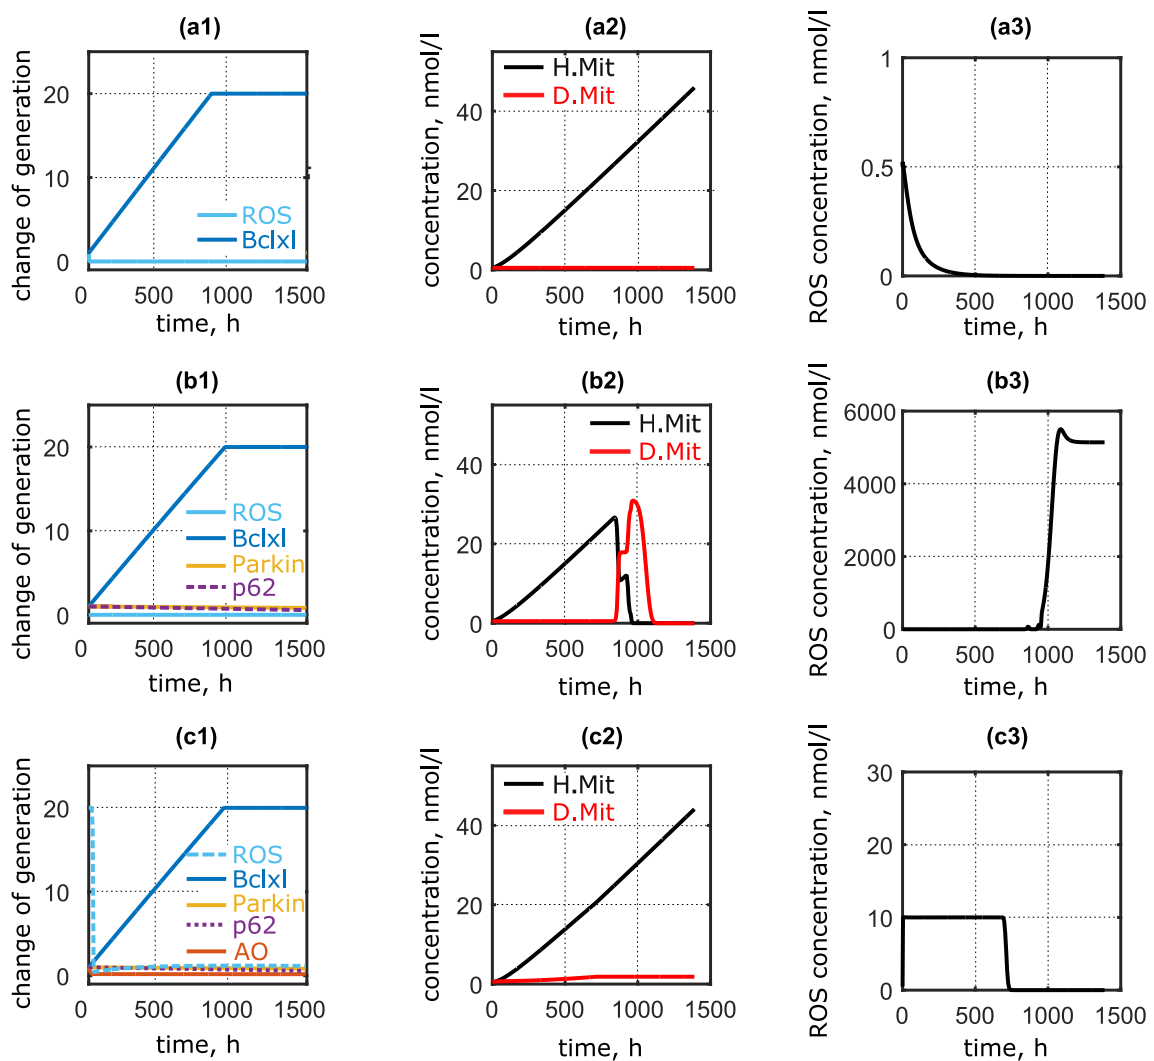 (a1)
change of generation
20
10
0
ROS
Bclxl
0 500 1000 1500
time, h
(a2)
concentration, nmol/l
40
20
0
H.Mit
D.Mit
0 500 1000 1500
time, h
(a3)
ROS concentration, nmol/l
1
0.5
0
0 500 1000 1500
time, h
(b1)
change of generation
20
10
0
ROS
Bclxl
Parkin
p62
0 500 1000 1500
time, h
(b2)
concentration, nmol/l
40
20
0
H.Mit
D.Mit
0 500 1000 1500
time, h
(b3)
ROS concentration, nmol/l
6000
4000
2000
0
0 500 1000 1500
time, h
(c1)
change of generation
20
10
0
ROS
Bclxl
Parkin
p62
AO
0 500 1000 1500
time, h
(c2)
concentration, nmol/l
40
20
0
H.Mit
D.Mit
0 500 1000 1500
time, h
(c3)
ROS concentration, nmol/l
30
20
10
0
0 500 1000 1500
time, h